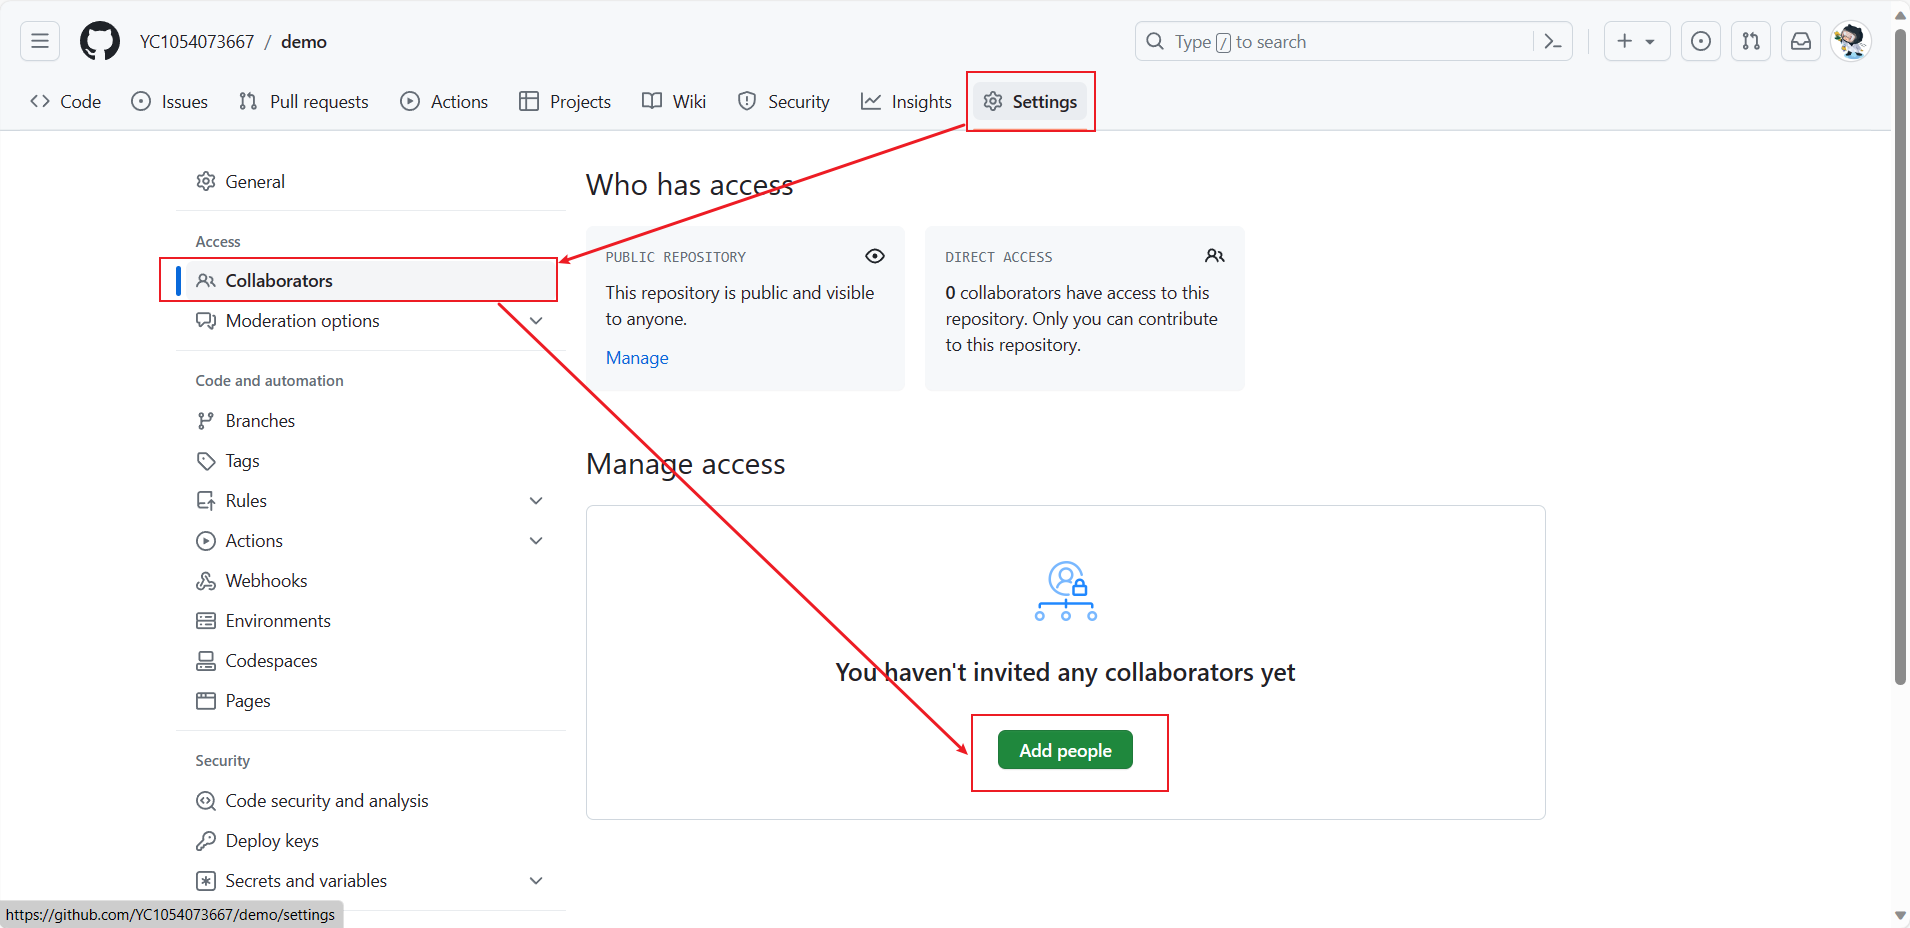 YC1054073667 / demo
Type / to search
Code Issues Pull requests Actions Projects Wiki Security Insights Settings
General
Access
Collaborators
Moderation options
Code and automation
Branches
Tags
Rules
Actions
Webhooks
Environments
Codespaces
Pages
Security
Code security and analysis
Deploy keys
Secrets and variables
Who has access
PUBLIC REPOSITORY
This repository is public and visible
to anyone.
Manage
DIRECT ACCESS
0 collaborators have access to this
repository. Only you can contribute
to this repository.
Manage access
You haven't invited any collaborators yet
Add people
https://github.com/YC1054073667/demo/settings